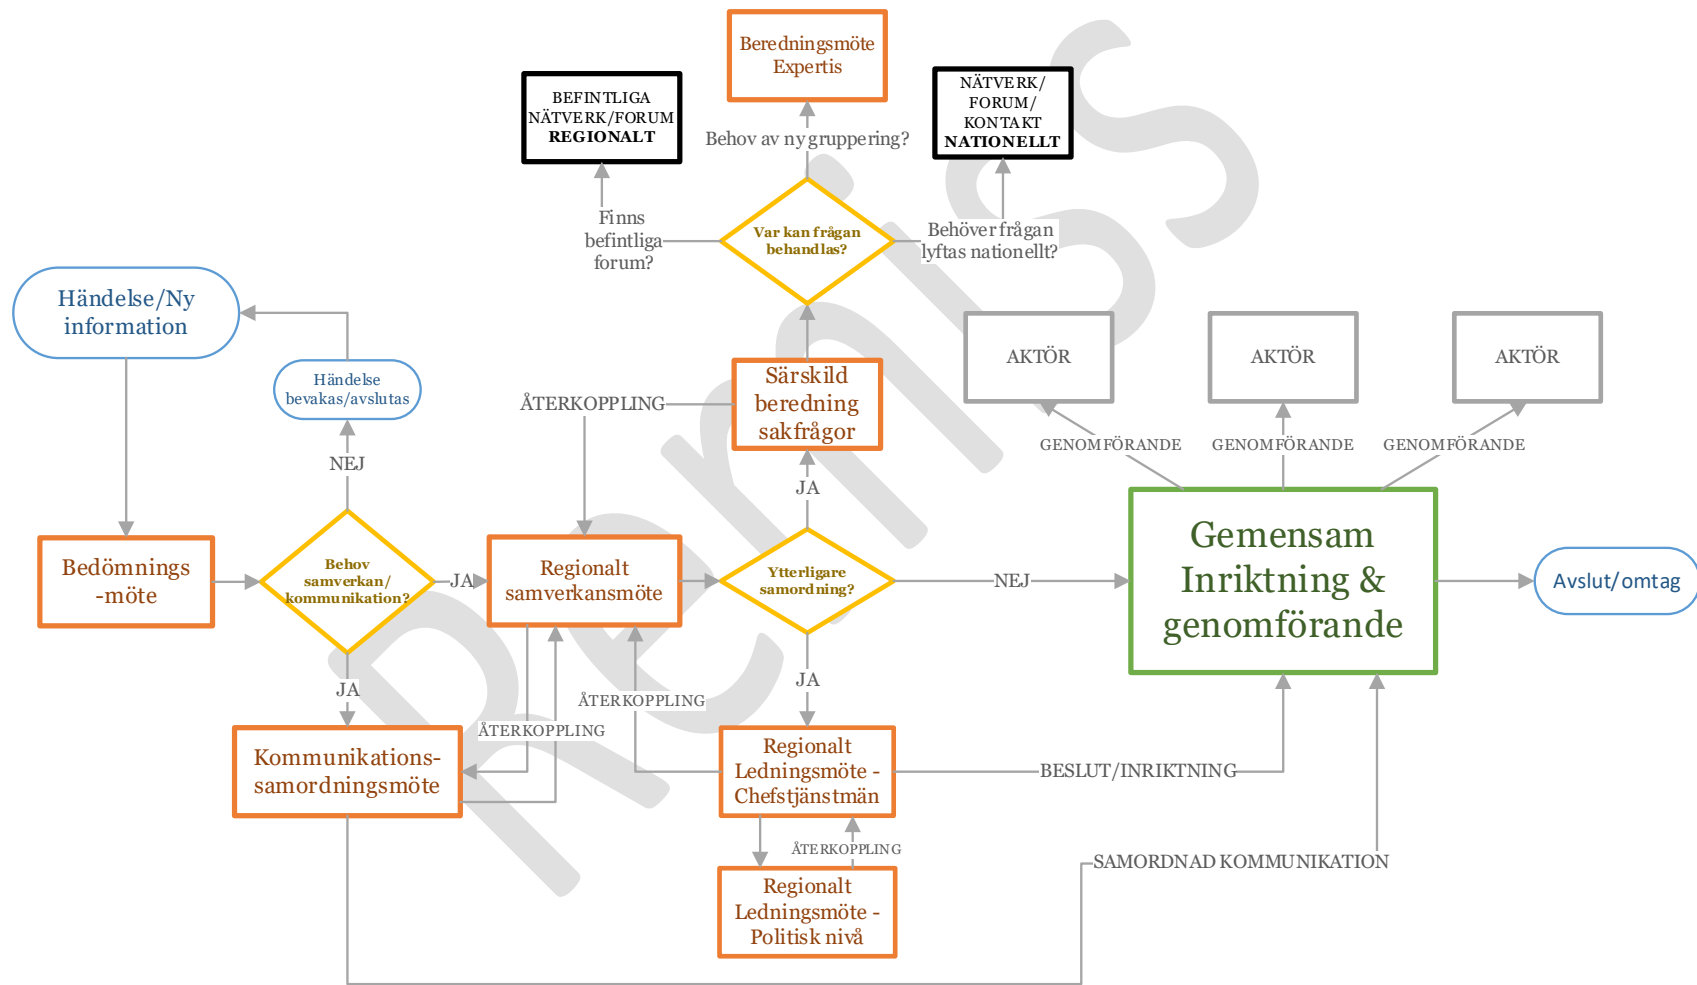 Beredningsmöte
Expertis
BEFINTLIGA
NÄTVERK/FORUM
REGIONALT
NÄTVERK/
FORUM/
KONTAKT
NATIONELLT
Behov av ny gruppering?
Finns
befintliga
forum?
Var kan frågan
behandlas?
Behöver frågan
lyftas nationellt?
Händelse/Ny
information
Händelse
bevakas/avslutas
NEJ
ÅTERKOPPLING
Särskild
beredning
sakfrågor
AKTÖR
AKTÖR
AKTÖR
GENOMFÖRANDE
GENOMFÖRANDE
GENOMFÖRANDE
JA
Bedömnings
-möte
Behov
samverkan/
kommunikation?
JA
Regionalt
samverkansmöte
Ytterligare
samordning?
NEJ
Gemensam
Inriktning &
genomförande
Avslut/omtag
JA
JA
ÅTERKOPPLING
ÅTERKOPPLING
Kommunikations-
samordningsmöte
Regionalt
Ledningsmöte -
Chefstjänstmän
BESLUT/INRIKTNING
ÅTERKOPPLING
SAMORDNAD KOMMUNIKATION
Regionalt
Ledningsmöte -
Politisk nivå
Remiss